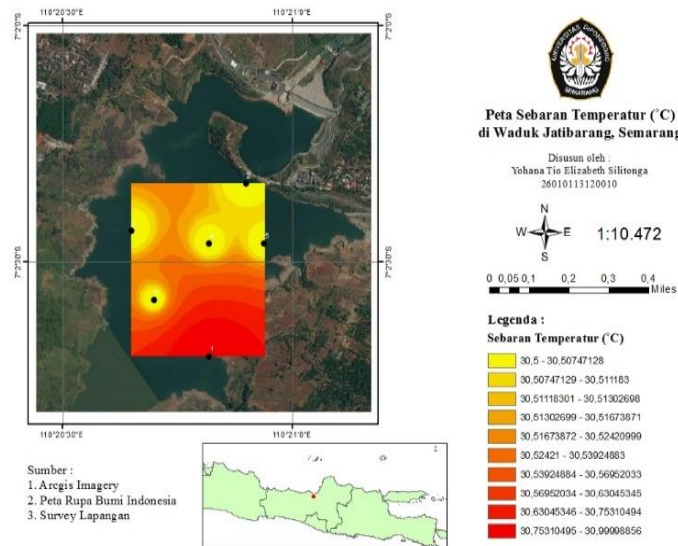 110°20'30"E
110°21'0"E
7°2'0"S
7°2'0"S
7°2'30"S
7°2'30"S
1
110°20'30"E
110°21'0"E
UNIVERSITAS DIPONEGORO
SEMARANG
Peta Sebaran Temperatur (°C)
di Waduk Jatibarang, Semarang
Disusun oleh :
Yohana Tio Elizabeth Silitonga
26010113120010
N
W E
S
1:10.472
0 0,05 0,1 0,2 0,3 0,4
Miles
Legenda :
Sebaran Temperatur (°C)
30,5 - 30,50747128
30,50747129 - 30,511183
30,51118301 - 30,51302698
30,51302699 - 30,51673871
30,51673872 - 30,52420999
30,52421 - 30,53924883
30,53924884 - 30,56952033
30,56952034 - 30,63045345
30,63045346 - 30,75310494
30,75310495 - 30,99998856
Sumber :
1. Arcgis Imagery
2. Peta Rupa Bumi Indonesia
3. Survey Lapangan